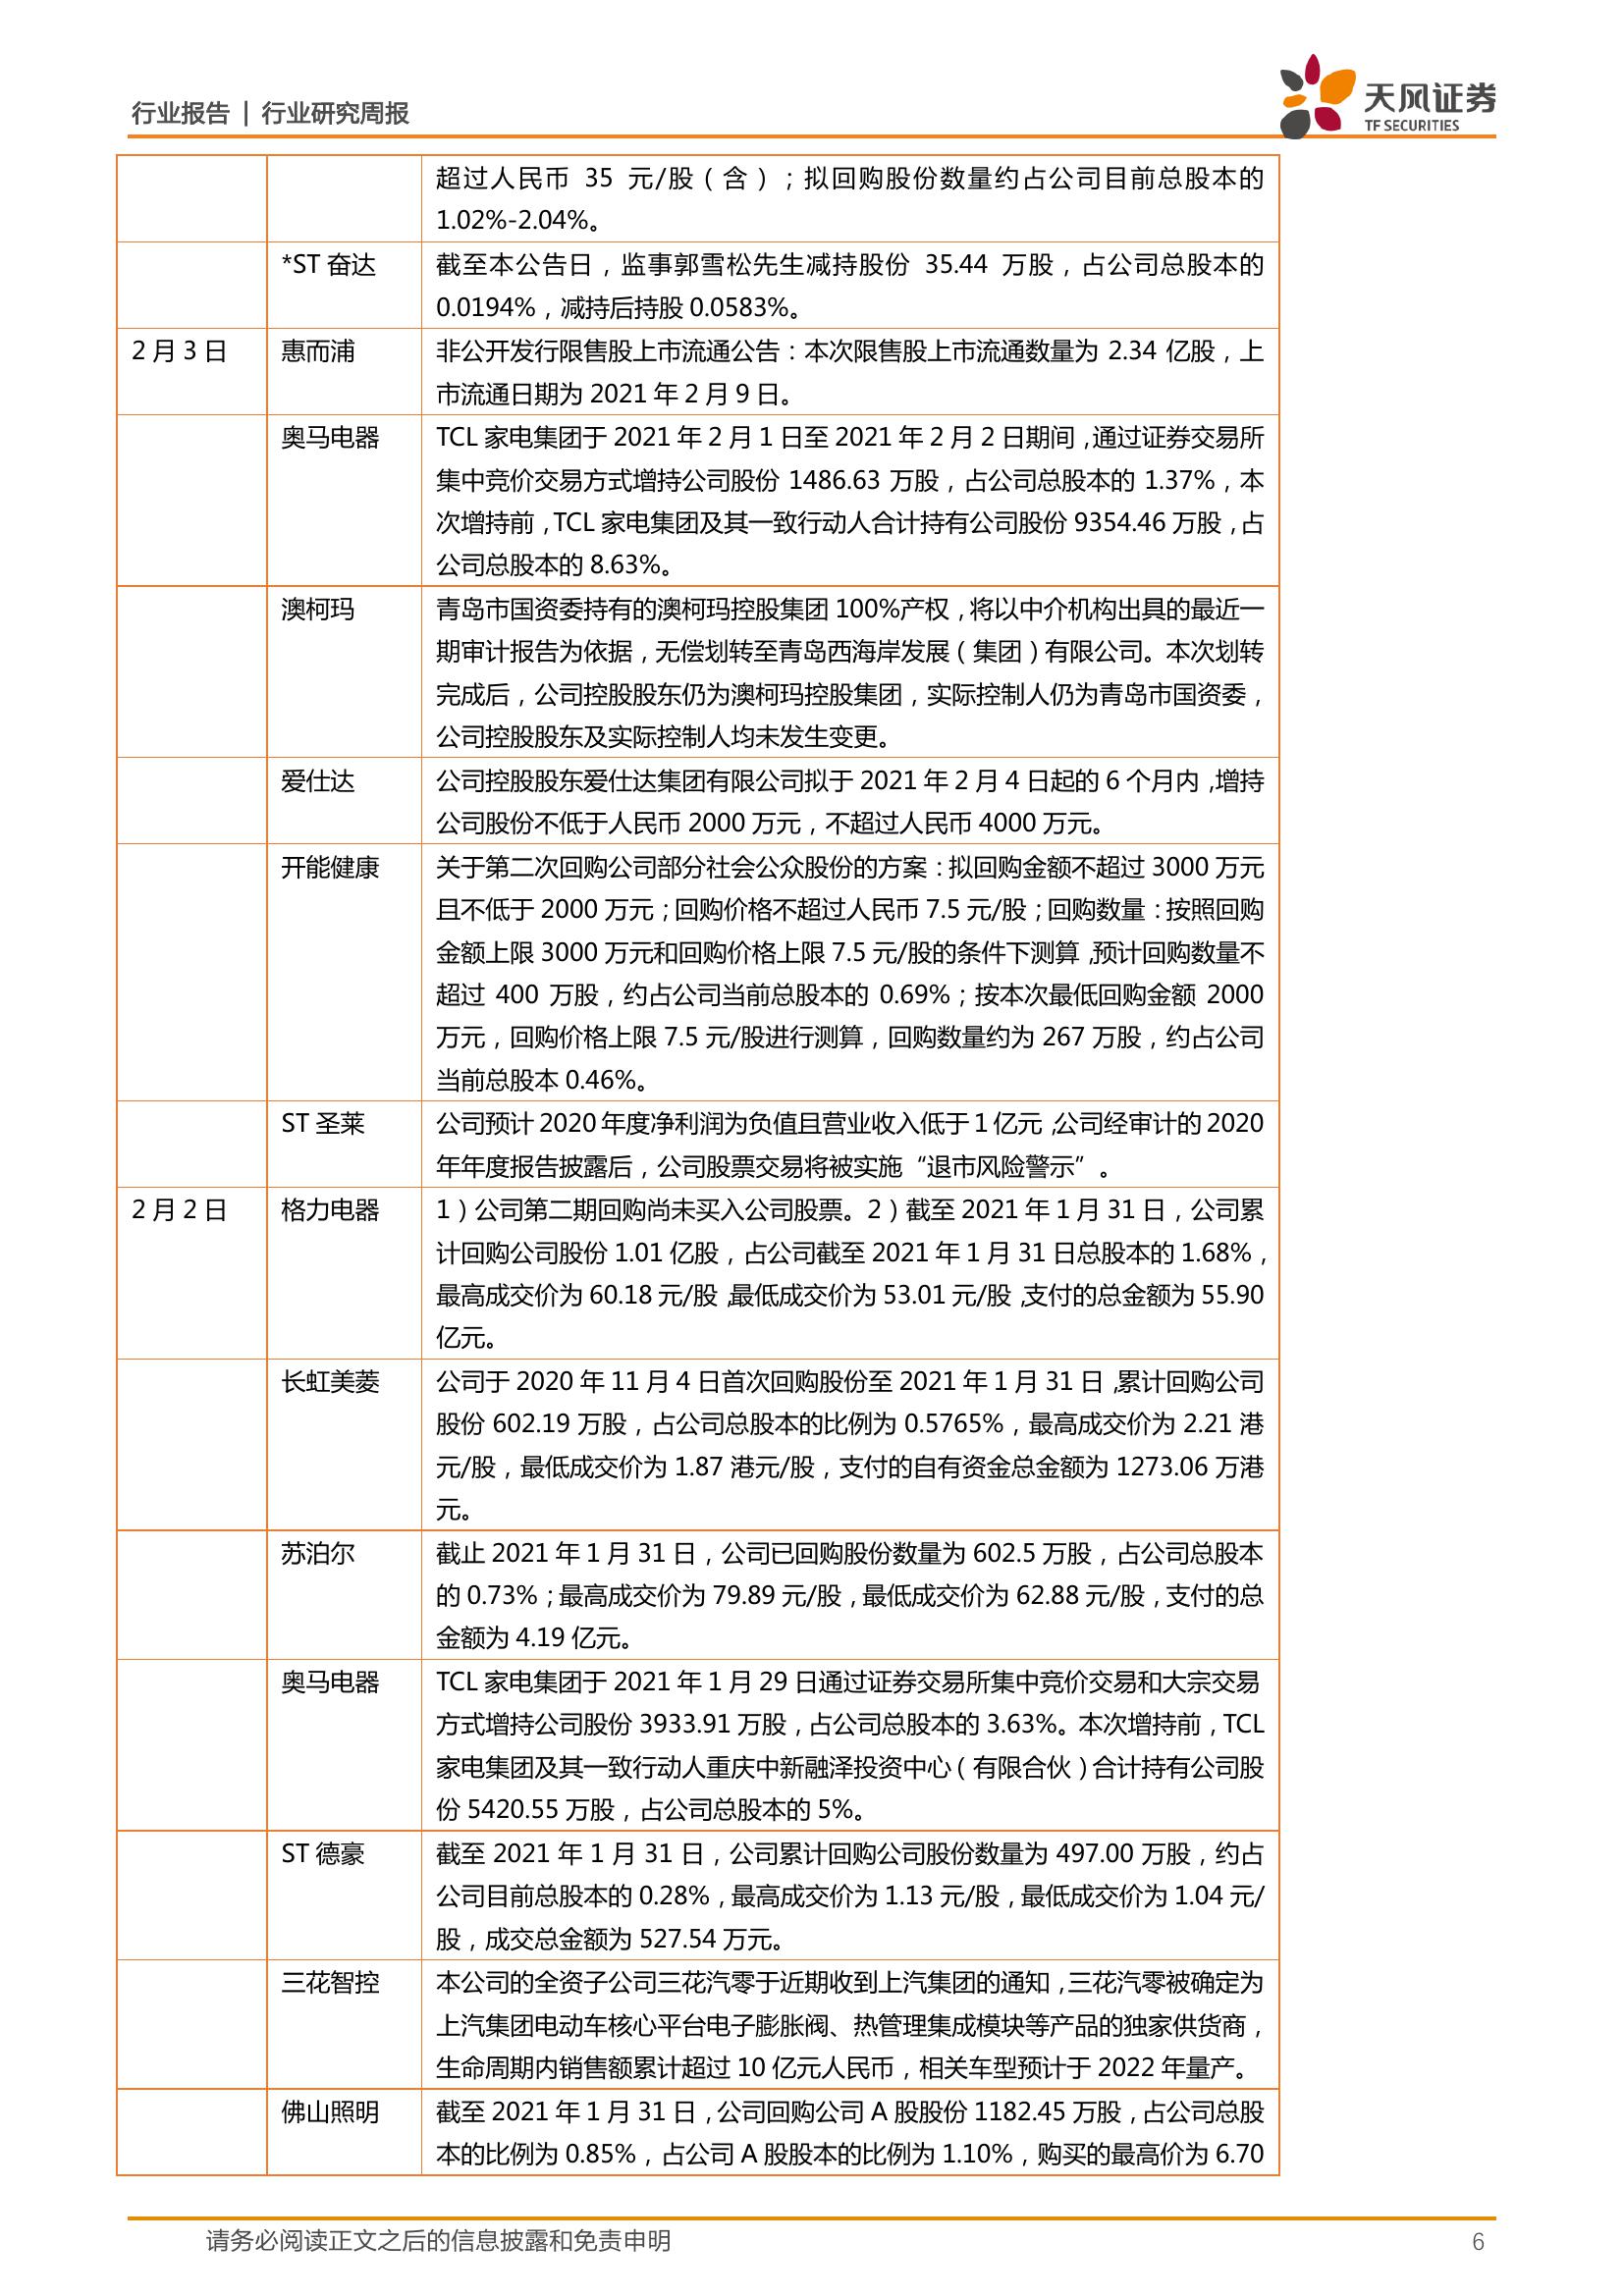 行业报告 | 行业研究周报
天风证券
TF SECURITIES
超过人民币 35 元/股（含）；拟回购股份数量约占公司目前总股本的
1.02%-2.04%。
*ST 奋达
截至本公告日，监事郭雪松先生减持股份 35.44 万股，占公司总股本的
0.0194%，减持后持股 0.0583%。
2 月 3 日
惠而浦
非公开发行限售股上市流通公告：本次限售股上市流通数量为 2.34 亿股，上
市流通日期为 2021 年 2 月 9 日。
奥马电器
TCL 家电集团于 2021 年 2 月 1 日至 2021 年 2 月 2 日期间，通过证券交易所
集中竞价交易方式增持公司股份 1486.63 万股，占公司总股本的 1.37%，本
次增持前，TCL 家电集团及其一致行动人合计持有公司股份 9354.46 万股，占
公司总股本的 8.63%。
澳柯玛
青岛市国资委持有的澳柯玛控股集团 100%产权，将以中介机构出具的最近一
期审计报告为依据，无偿划转至青岛西海岸发展（集团）有限公司。本次划转
完成后，公司控股股东仍为澳柯玛控股集团，实际控制人仍为青岛市国资委，
公司控股股东及实际控制人均未发生变更。
爱仕达
公司控股股东爱仕达集团有限公司拟于 2021 年 2 月 4 日起的 6 个月内，增持
公司股份不低于人民币 2000 万元，不超过人民币 4000 万元。
开能健康
关于第二次回购公司部分社会公众股份的方案：拟回购金额不超过 3000 万元
且不低于 2000 万元；回购价格不超过人民币 7.5 元/股；回购数量：按照回购
金额上限 3000 万元和回购价格上限 7.5 元/股的条件下测算，预计回购数量不
超过 400 万股，约占公司当前总股本的 0.69%；按本次最低回购金额 2000
万元，回购价格上限 7.5 元/股进行测算，回购数量约为 267 万股，约占公司
当前总股本 0.46%。
ST 圣莱
公司预计 2020 年度净利润为负值且营业收入低于 1 亿元，公司经审计的 2020
年年度报告披露后，公司股票交易将被实施“退市风险警示”。
2 月 2 日
格力电器
1）公司第二期回购尚未买入公司股票。2）截至 2021 年 1 月 31 日，公司累
计回购公司股份 1.01 亿股，占公司截至 2021 年 1 月 31 日总股本的 1.68%，
最高成交价为 60.18 元/股，最低成交价为 53.01 元/股，支付的总金额为 55.90
亿元。
长虹美菱
公司于 2020 年 11 月 4 日首次回购股份至 2021 年 1 月 31 日，累计回购公司
股份 602.19 万股，占公司总股本的比例为 0.5765%，最高成交价为 2.21 港
元/股，最低成交价为 1.87 港元/股，支付的自有资金总金额为 1273.06 万港
元。
苏泊尔
截止 2021 年 1 月 31 日，公司已回购股份数量为 602.5 万股，占公司总股本
的 0.73%；最高成交价为 79.89 元/股，最低成交价为 62.88 元/股，支付的总
金额为 4.19 亿元。
奥马电器
TCL 家电集团于 2021 年 1 月 29 日通过证券交易所集中竞价交易和大宗交易
方式增持公司股份 3933.91 万股，占公司总股本的 3.63%。本次增持前，TCL
家电集团及其一致行动人重庆中新融泽投资中心（有限合伙）合计持有公司股
份 5420.55 万股，占公司总股本的 5%。
ST 德豪
截至 2021 年 1 月 31 日，公司累计回购公司股份数量为 497.00 万股，约占
公司目前总股本的 0.28%，最高成交价为 1.13 元/股，最低成交价为 1.04 元/
股，成交总金额为 527.54 万元。
三花智控
本公司的全资子公司三花汽零于近期收到上汽集团的通知，三花汽零被确定为
上汽集团电动车核心平台电子膨胀阀、热管理集成模块等产品的独家供货商，
生命周期内销售额累计超过 10 亿元人民币，相关车型预计于 2022 年量产。
佛山照明
截至 2021 年 1 月 31 日，公司回购公司 A 股股份 1182.45 万股，占公司总股
本的比例为 0.85%，占公司 A 股股本的比例为 1.10%，购买的最高价为 6.70
请务必阅读正文之后的信息披露和免责申明
6